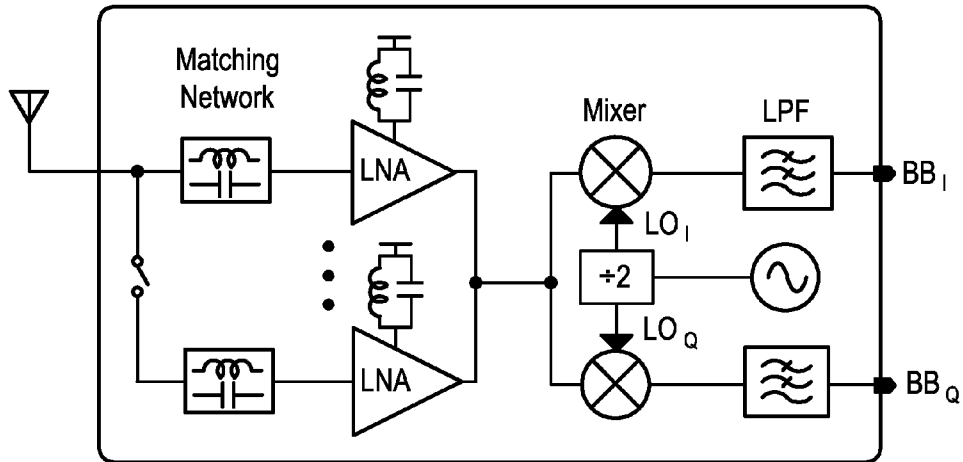 Matching
Network
LNA
Mixer
LPF
BB I
LO I
÷2
LO Q
LNA
BB Q